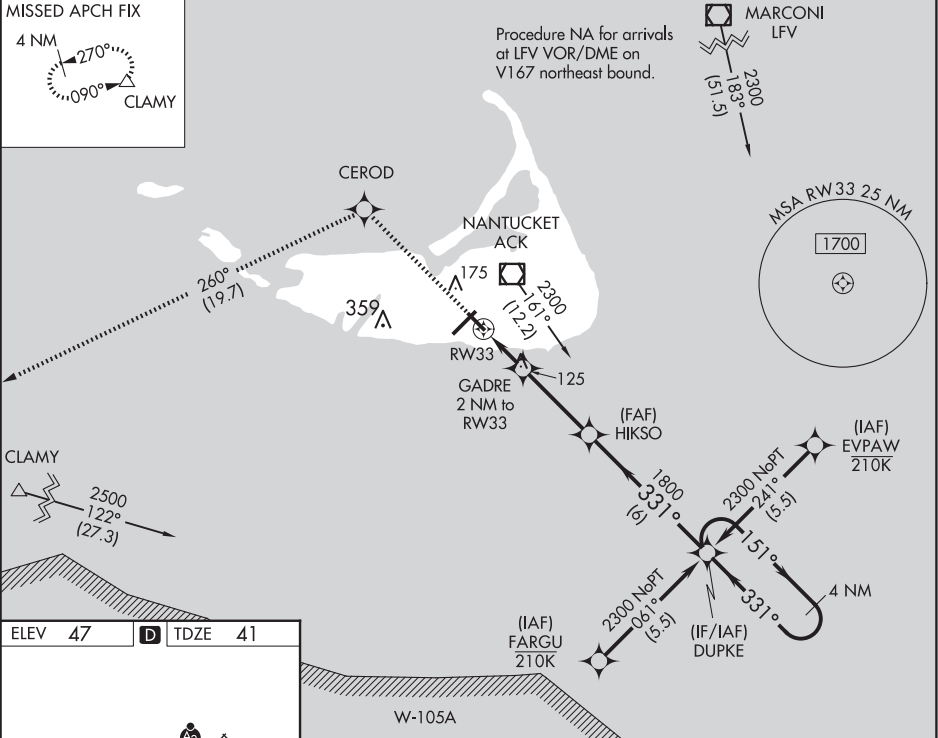 MISSED APCH FIX
4 NM
270°
090°
CLAMY
Procedure NA for arrivals
at LFV VOR/DME on
V167 northeast bound.
MARCONI
LFV
2300
183°
(51.5)
CEROD
NANTUCKET
ACK
MSA RW33 25 NM
1700
260°
(19.7)
175
359
2300
161°
(12.2)
RW33
GADRE
2 NM to
RW33
125
(FAF)
HIKSO
(IAF)
EVPAW
210K
CLAMY
2500
122°
(27.3)
1800
331°
(6)
2300 NoPT
241°
(5.5)
151°
4 NM
331°
2300 NoPT
061°
(5.5)
(IF/IAF)
DUPKE
(IAF)
FARGU
210K
ELEV 47
D
TDZE 41
W-105A